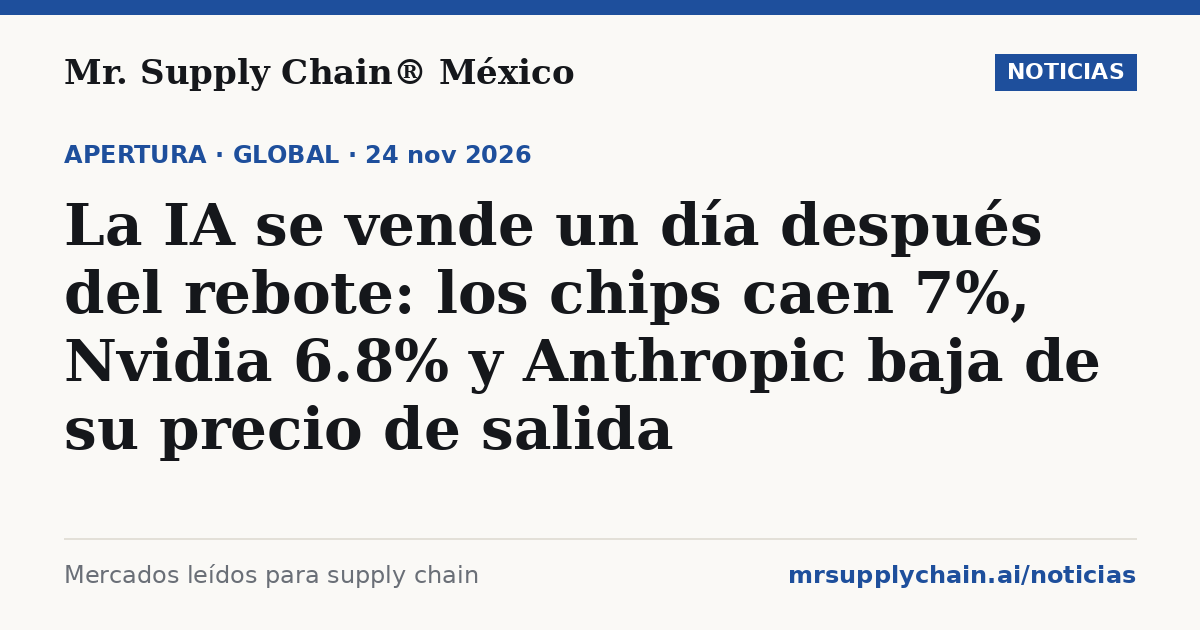 Mr. Supply Chain® México
NOTICIAS
APERTURA · GLOBAL · 24 nov 2026
La IA se vende un día después
del rebote: los chips caen 7%,
Nvidia 6.8% y Anthropic baja de
su precio de salida
Mercados leídos para supply chain
mrsupplychain.ai/noticias